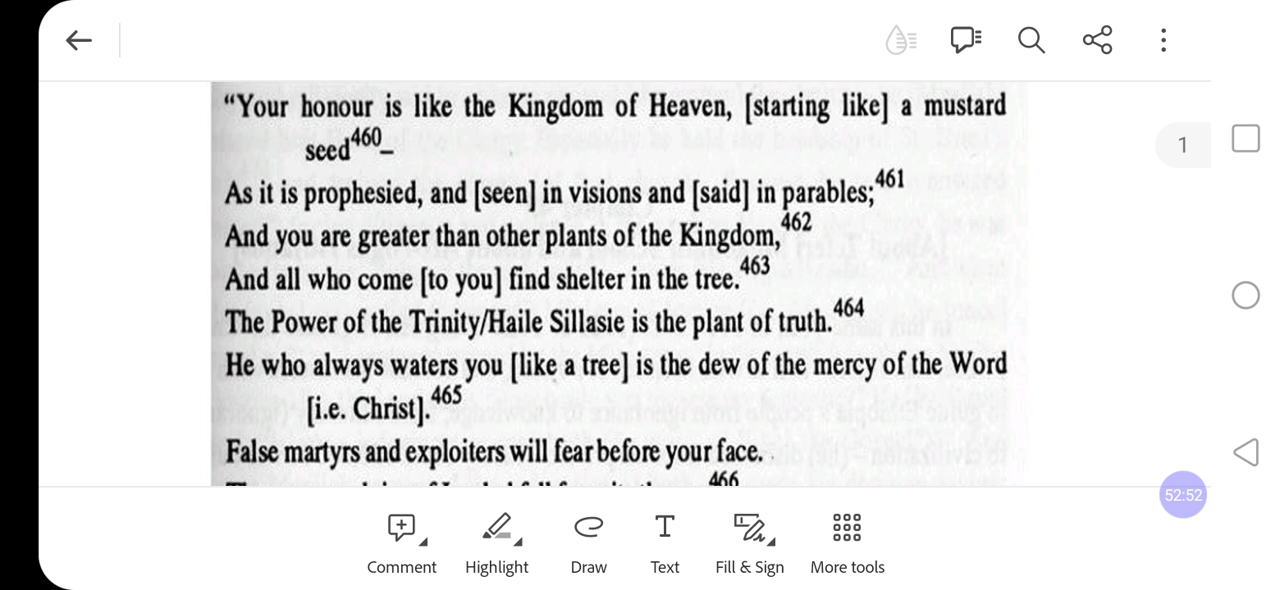 1
“Your honour is like the Kingdom of Heaven, [starting like] a mustard
seed460–
As it is prophesied, and [seen] in visions and [said] in parables;461
And you are greater than other plants of the Kingdom,462
And all who come [to you] find shelter in the tree.463
The Power of the Trinity/Haile Sillasie is the plant of truth.464
He who always waters you [like a tree] is the dew of the mercy of the Word
[i.e. Christ].465
False martyrs and exploiters will fear before your face.
466
52:52
Comment Highlight Draw Text Fill & Sign More tools